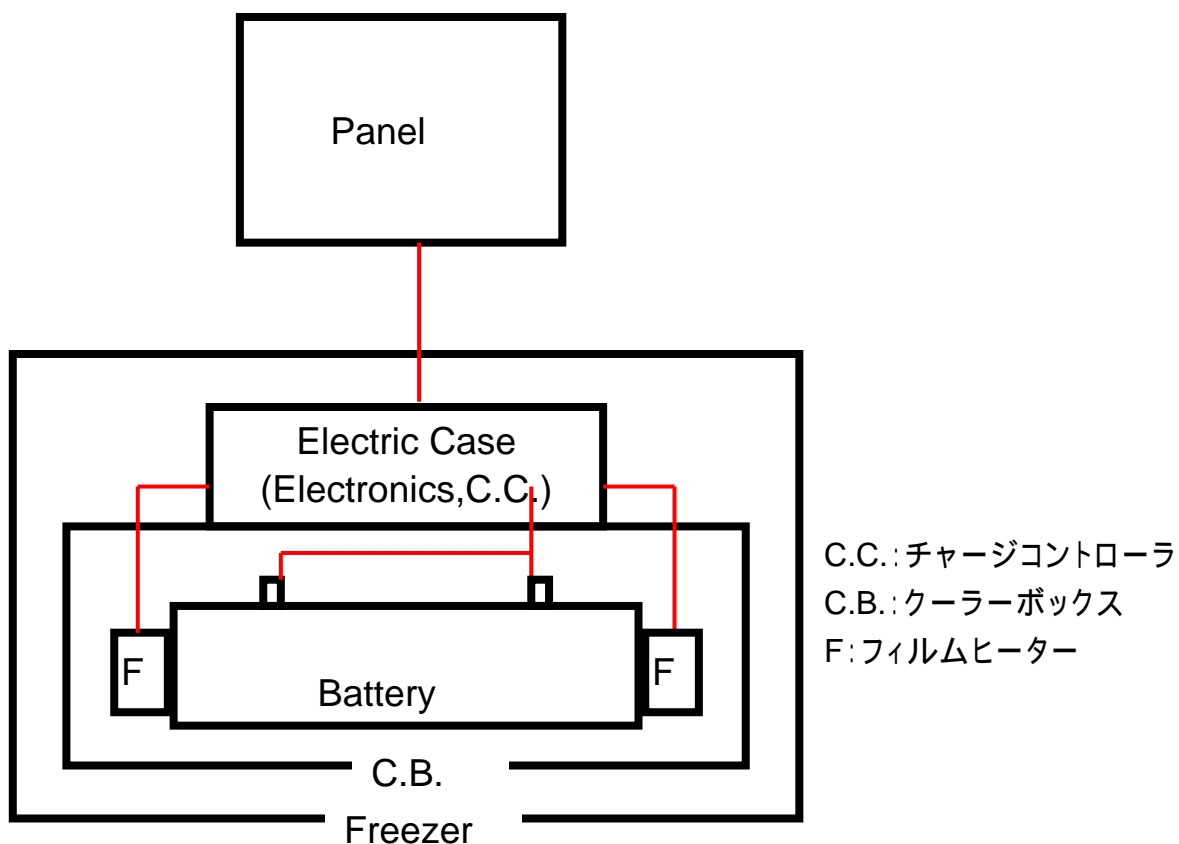 Panel
Electric Case
(Electronics,C.C.)
F
Battery
F
C.B.
Freezer
C.C.:チャージコントローラ
C.B.:クーラーボックス
F:フィルムヒーター